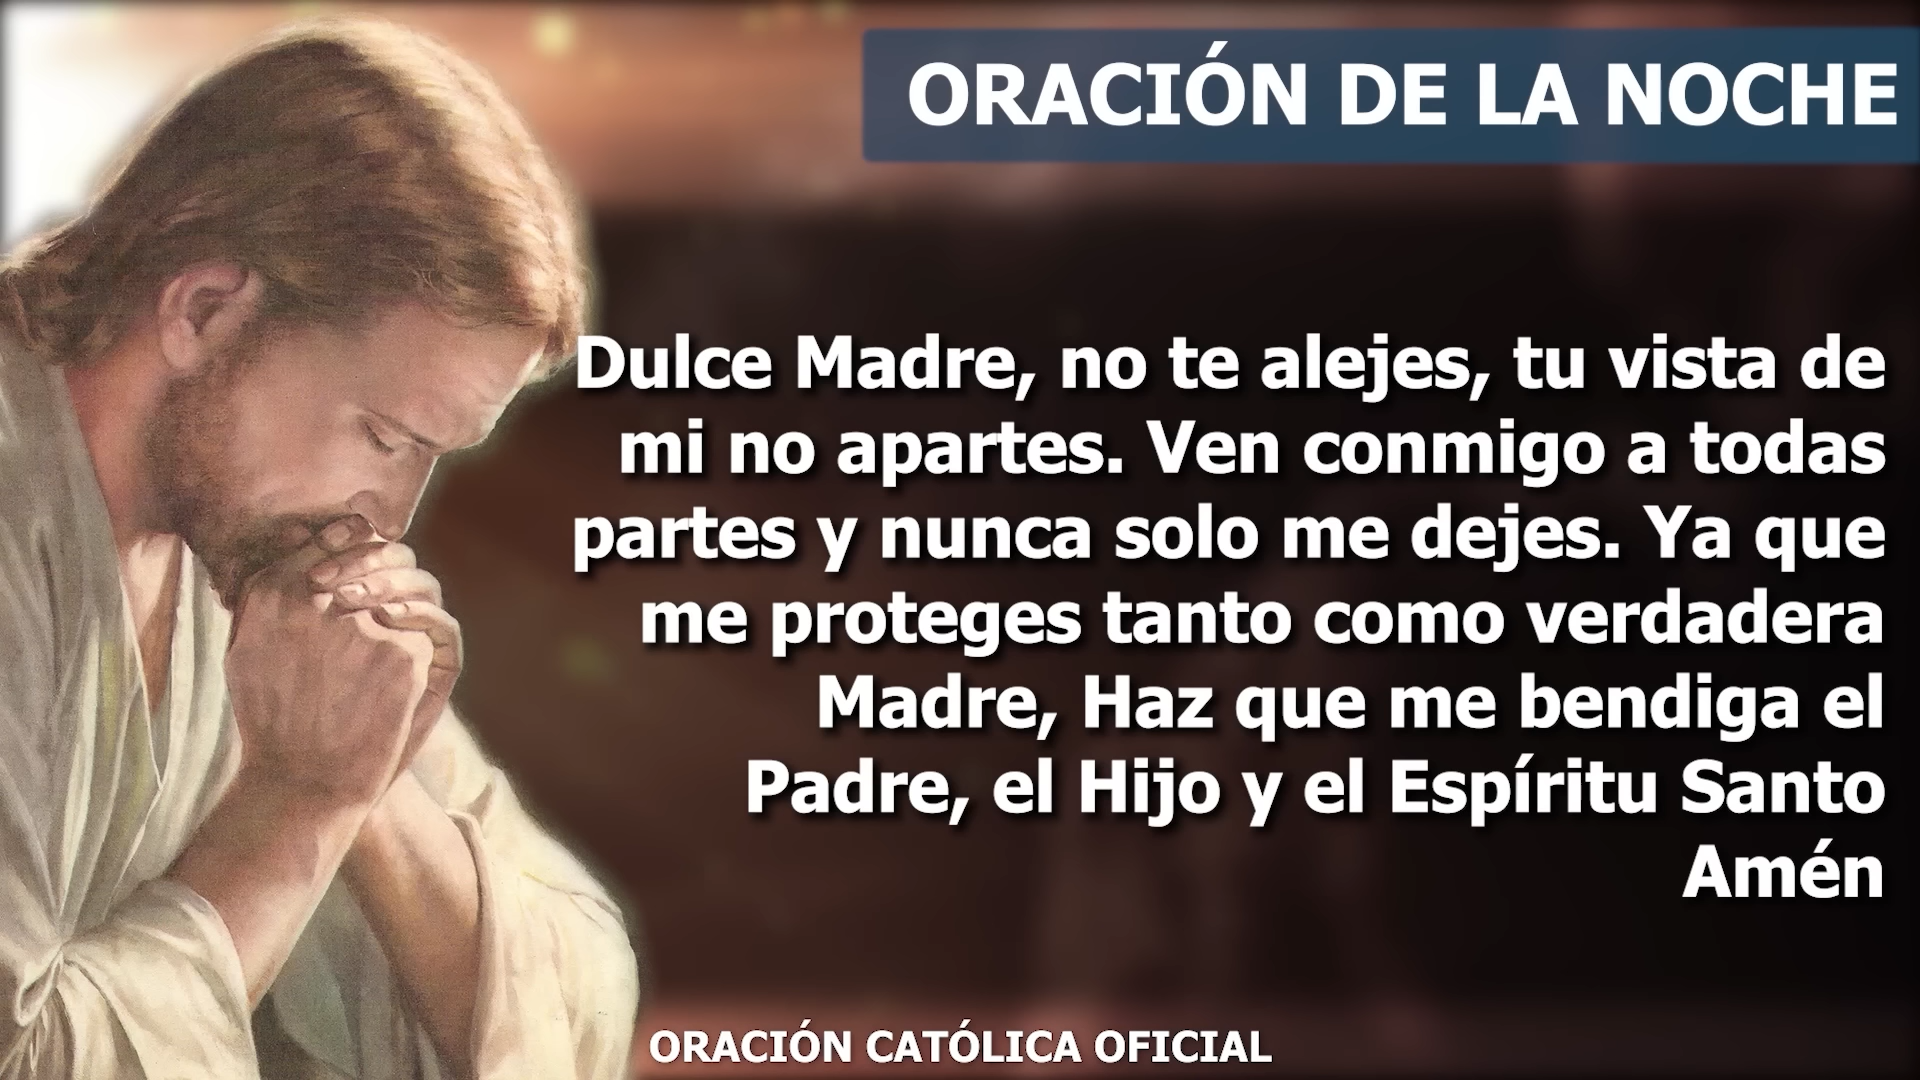 ORACIÓN DE LA NOCHE
Dulce Madre, no te alejes, tu vista de
mi no apartes. Ven conmigo a todas
partes y nunca solo me dejes. Ya que
me proteges tanto como verdadera
Madre, Haz que me bendiga el
Padre, el Hijo y el Espíritu Santo
Amén
ORACIÓN CATÓLICA OFICIAL